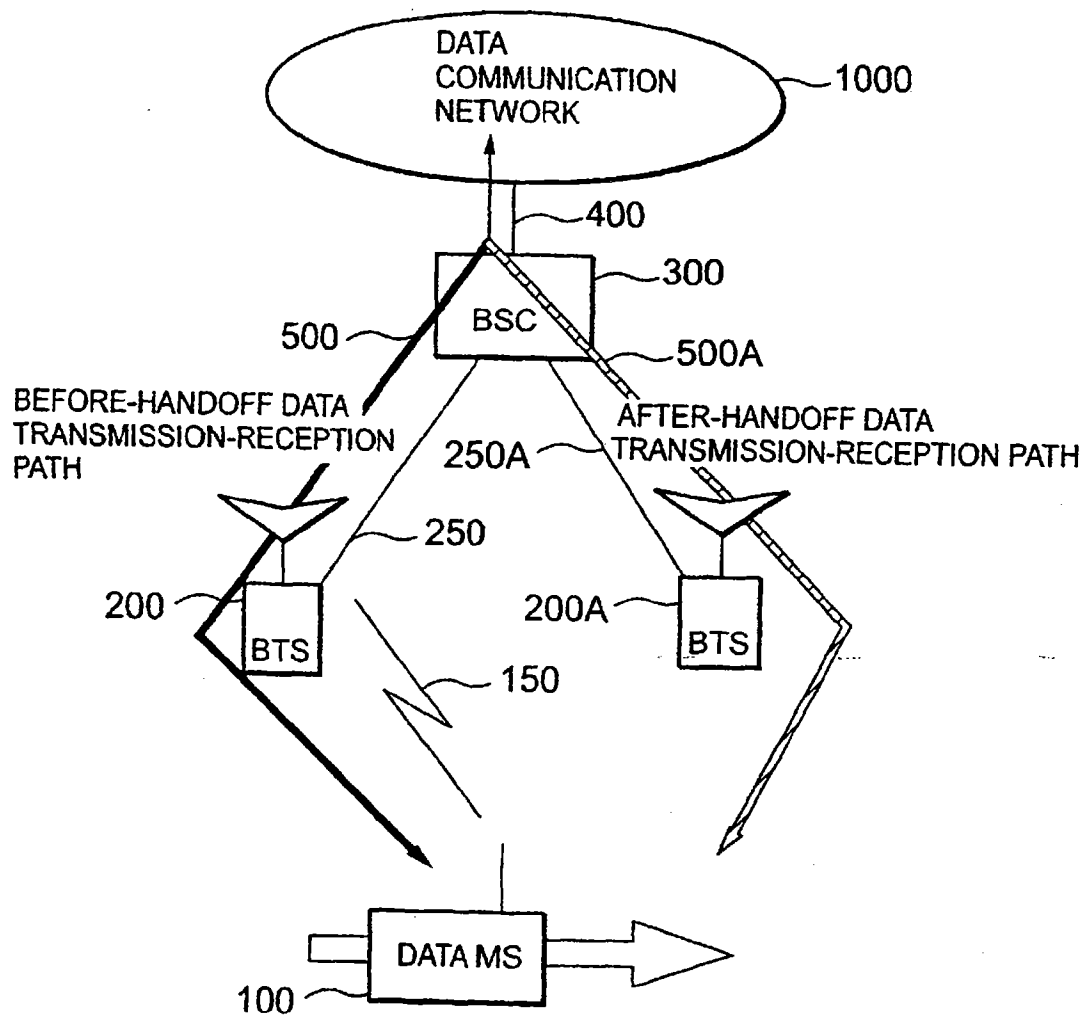 DATA
COMMUNICATION
NETWORK
1000
400
300
BSC
500
500A
BEFORE-HANDOFF DATA
TRANSMISSION-RECEPTION
PATH
AFTER-HANDOFF DATA
TRANSMISSION-RECEPTION PATH
250A
250
200
BTS
200A
BTS
150
DATA MS
100